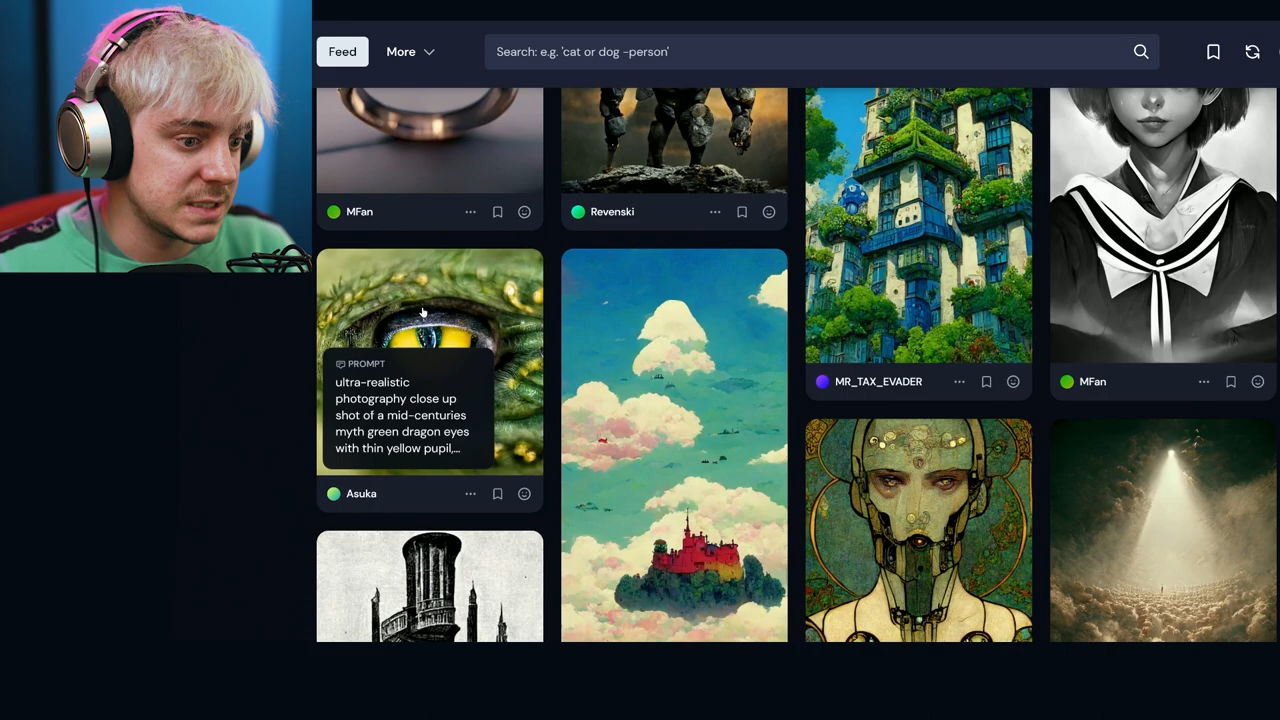 Feed
More
Search: e.g. 'cat or dog -person'
MFan
Revenski
PROMPT
ultra-realistic
photography close up
shot of a mid-centuries
myth green dragon eyes
with thin yellow pupil,...
MR_TAX_EVADER
MFan
Asuka